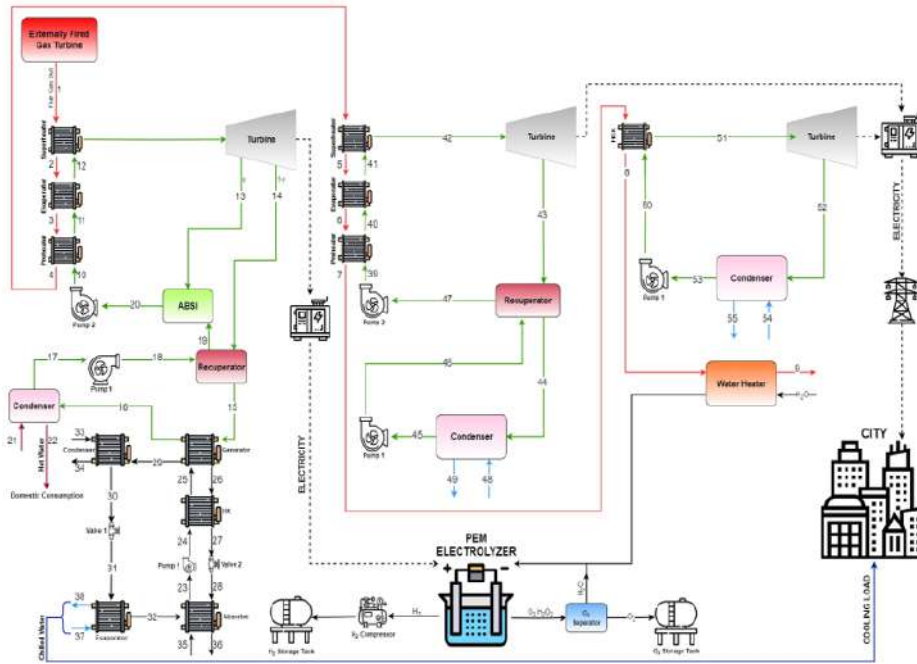 Externally Fired
Gas Turbine
Flue Gas Out
1
Superheater
2
12
Evaporator
3
11
Preheater
4
10
Pump 2
20
ABSI
Turbine
13
14
19
Recuperator
17
18
Pump 1
Condenser
16
15
21
22
Hot Water
Domestic Consumption
33
Condenser
34
29
Generator
25
26
HX
30
Valve 1
24
27
Pump 1
Valve 2
31
23
28
38
37
Chilled Water
Evaporator
32
Absorber
35
36
ELECTRICITY
Superheater
5
41
42
Turbine
Evaporator
6
40
Preheater
7
39
Pump 2
47
43
Recuperator
46
44
Pump 1
45
Condenser
49
48
HEX
8
51
Turbine
50
52
Pump 1
53
Condenser
55
54
ELECTRICITY
Water Heater
9
H₂O
CITY
COOLING LOAD
PEM
ELECTROLYZER
+
−
H₂O
H₂
H₂ Compressor
H₂ Storage Tank
O₂
Separator
O₂
O₂ Storage Tank